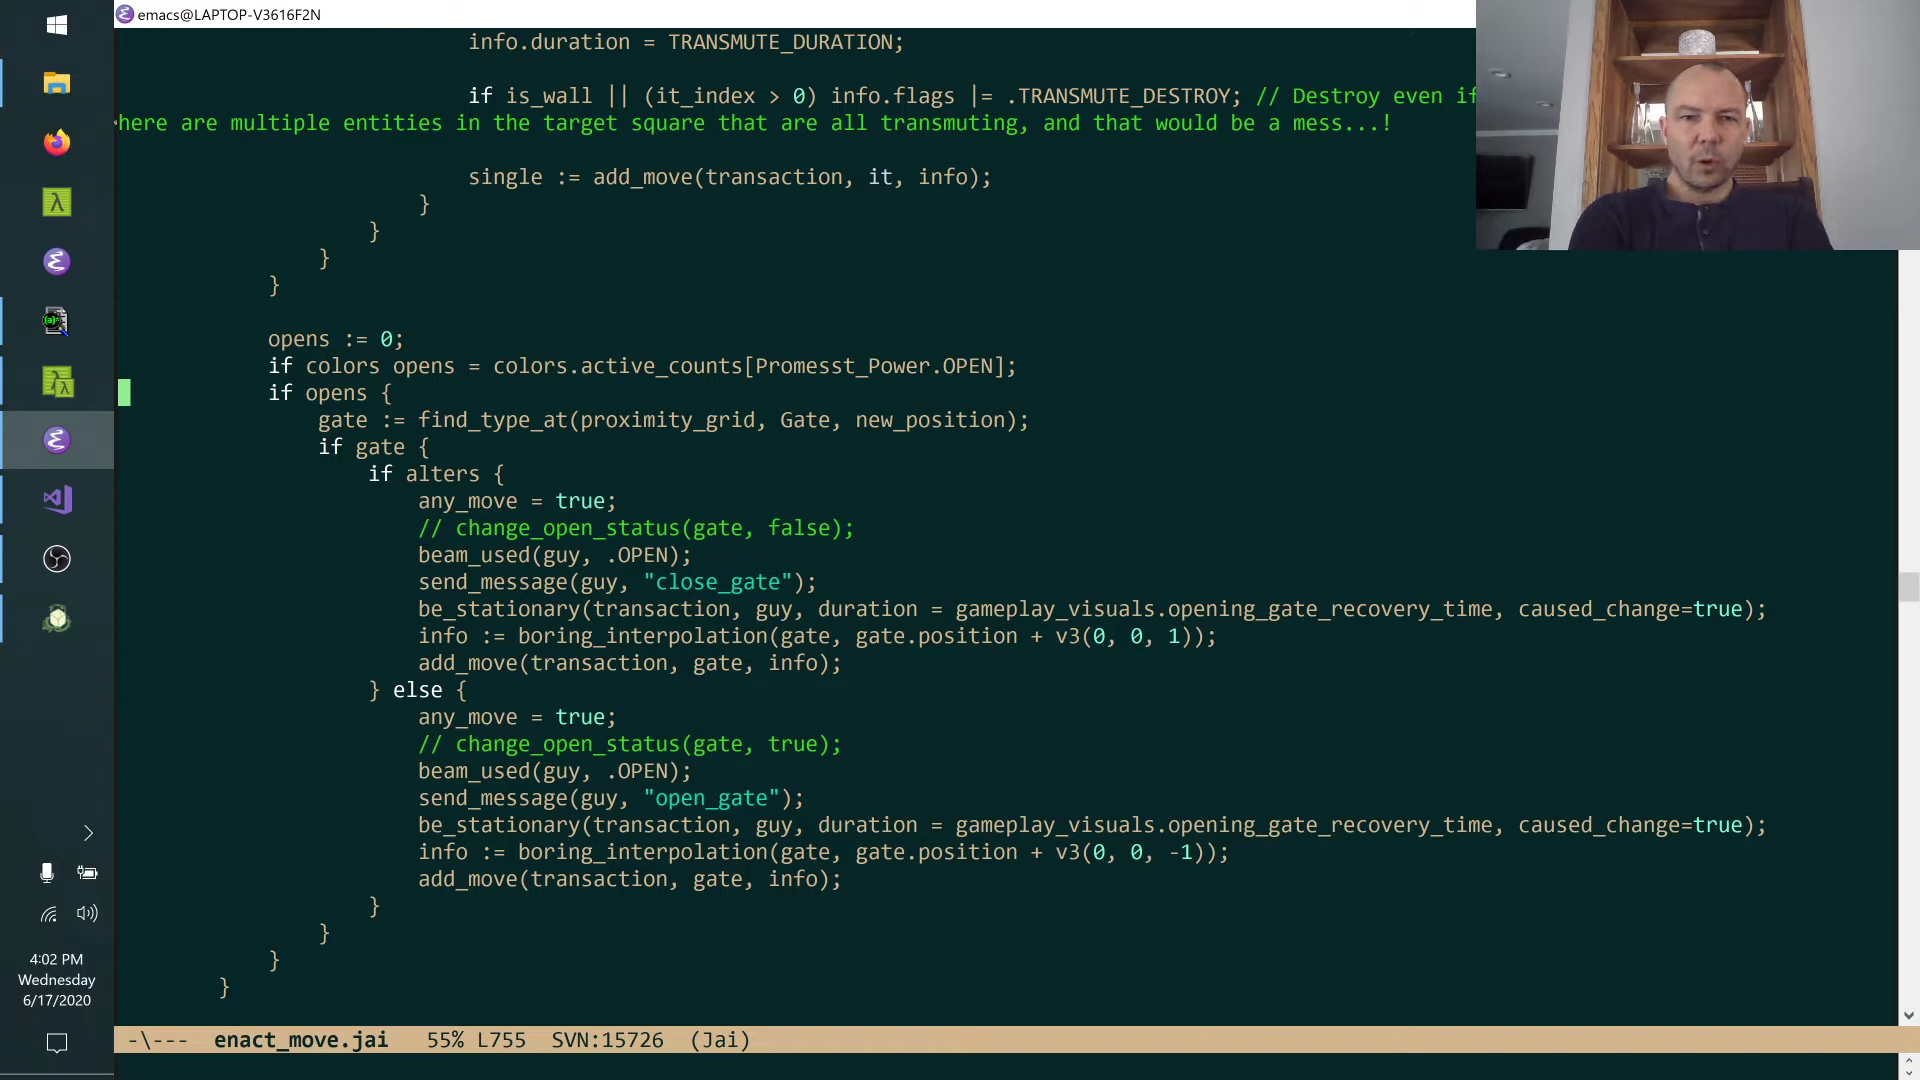 emacs@LAPTOP-V3616F2N
info.duration = TRANSMUTE_DURATION;
if is_wall || (it_index > 0) info.flags |= .TRANSMUTE_DESTROY; // Destroy even if
here are multiple entities in the target square that are all transmuting, and that would be a mess...!
single := add_move(transaction, it, info);
}
}
}
}
opens := 0;
if colors opens = colors.active_counts[Promesst_Power.OPEN];
if opens {
gate := find_type_at(proximity_grid, Gate, new_position);
if gate {
if alters {
any_move = true;
// change_open_status(gate, false);
beam_used(guy, .OPEN);
send_message(guy, "close_gate");
be_stationary(transaction, guy, duration = gameplay_visuals.opening_gate_recovery_time, caused_change=true);
info := boring_interpolation(gate, gate.position + v3(0, 0, 1));
add_move(transaction, gate, info);
} else {
any_move = true;
// change_open_status(gate, true);
beam_used(guy, .OPEN);
send_message(guy, "open_gate");
be_stationary(transaction, guy, duration = gameplay_visuals.opening_gate_recovery_time, caused_change=true);
info := boring_interpolation(gate, gate.position + v3(0, 0, -1));
add_move(transaction, gate, info);
}
}
}
}
4:02 PM
Wednesday
6/17/2020
-\--- enact_move.jai 55% L755 SVN:15726 (Jai)